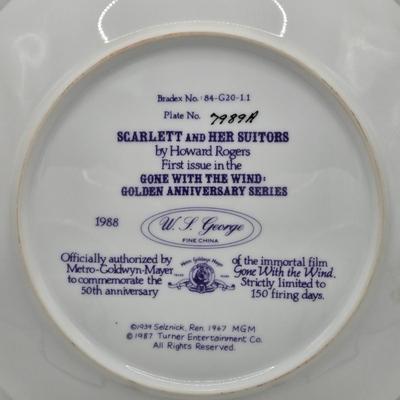 Bradex No.: 84-G20-1.1
Plate No. 7989A
SCARLETT AND HER SUITORS
by Howard Rogers
First issue in the
GONE WITH THE WIND:
GOLDEN ANNIVERSARY SERIES
1988
W. S. George
FINE CHINA
Officially authorized by
Metro-Goldwyn-Mayer
to commemorate the
50th anniversary
Metro Goldwyn Mayer
of the immortal film
Gone With the Wind.
Strictly limited to
150 firing days.
©1939 Selznick, Ren. 1967 MGM
©1987 Turner Entertainment Co.
All Rights Reserved.